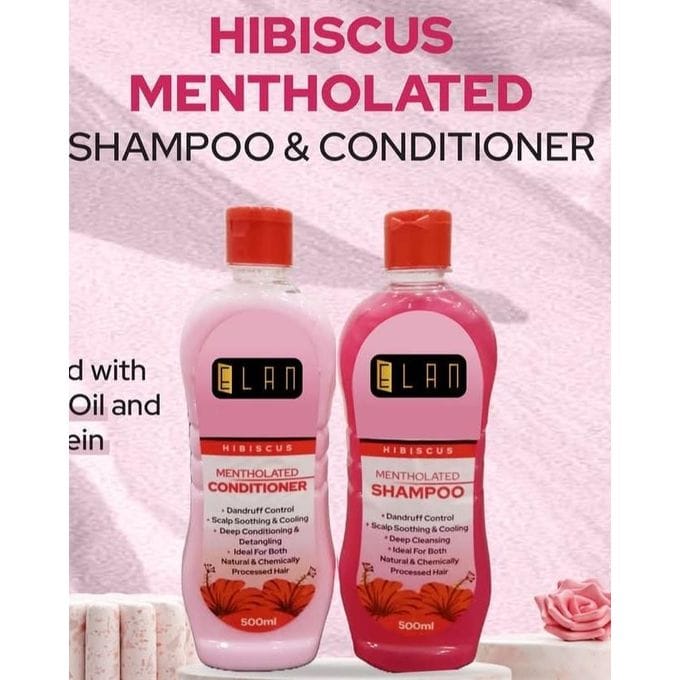 HIBISCUS
MENTHOLATED
SHAMPOO & CONDITIONER
d with
Oil and
ein
ELAN
HIBISCUS
MENTHOLATED
CONDITIONER
• Dandruff Control
• Scalp Soothing & Cooling
• Deep Conditioning &
Detangling
• Ideal For Both
Natural & Chemically
Processed Hair
500ml
ELAN
HIBISCUS
MENTHOLATED
SHAMPOO
• Dandruff Control
• Scalp Soothing & Cooling
• Deep Cleansing
• Ideal For Both
Natural & Chemically
Processed Hair
500ml